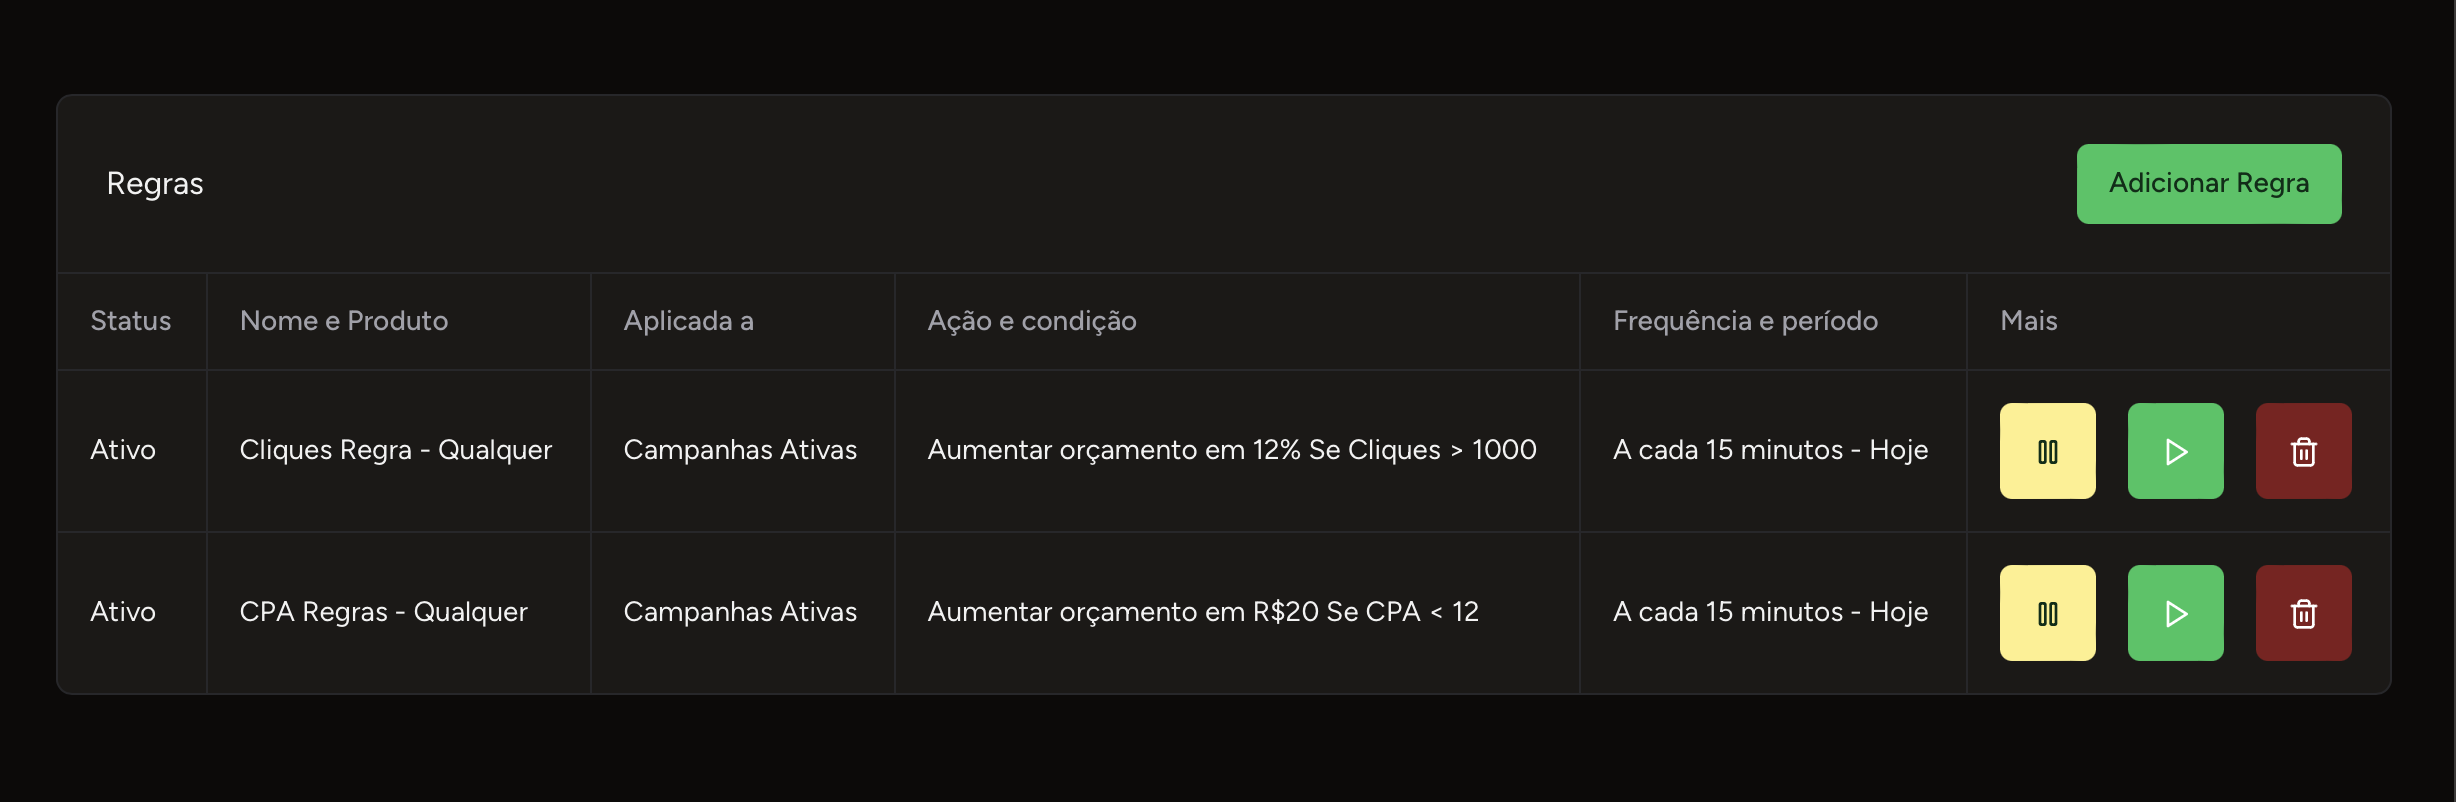 Regras
Adicionar Regra
Status Nome e Produto Aplicada a Ação e condição Frequência e período Mais
Ativo Cliques Regra - Qualquer Campanhas Ativas Aumentar orçamento em 12% Se Cliques > 1000 A cada 15 minutos - Hoje
Ativo CPA Regras - Qualquer Campanhas Ativas Aumentar orçamento em R$20 Se CPA < 12 A cada 15 minutos - Hoje